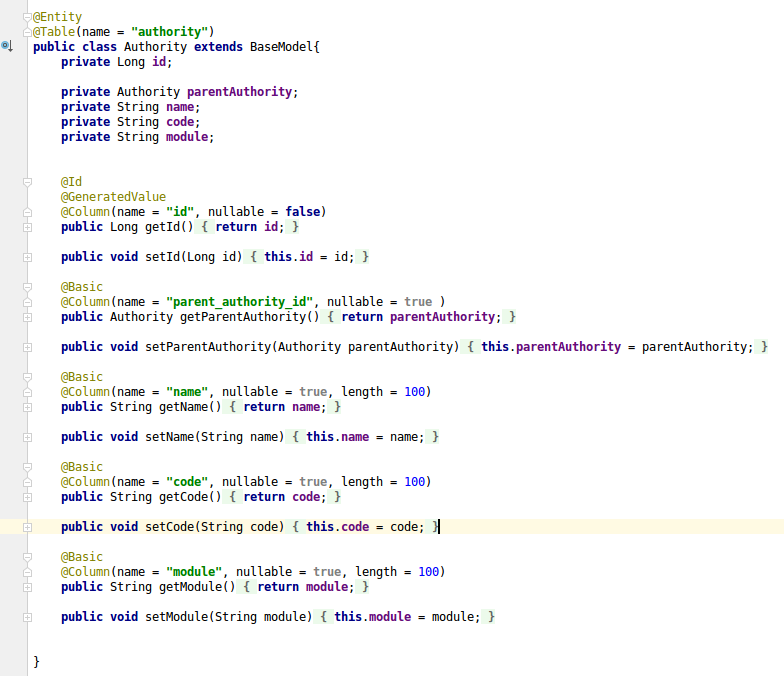 @Entity
@Table(name = "authority")
public class Authority extends BaseModel{
private Long id;
private Authority parentAuthority;
private String name;
private String code;
private String module;
@Id
@GeneratedValue
@Column(name = "id", nullable = false)
public Long getId() { return id; }
public void setId(Long id) { this.id = id; }
@Basic
@Column(name = "parent_authority_id", nullable = true )
public Authority getParentAuthority() { return parentAuthority; }
public void setParentAuthority(Authority parentAuthority) { this.parentAuthority = parentAuthority; }
@Basic
@Column(name = "name", nullable = true, length = 100)
public String getName() { return name; }
public void setName(String name) { this.name = name; }
@Basic
@Column(name = "code", nullable = true, length = 100)
public String getCode() { return code; }
public void setCode(String code) { this.code = code; }
@Basic
@Column(name = "module", nullable = true, length = 100)
public String getModule() { return module; }
public void setModule(String module) { this.module = module; }
}